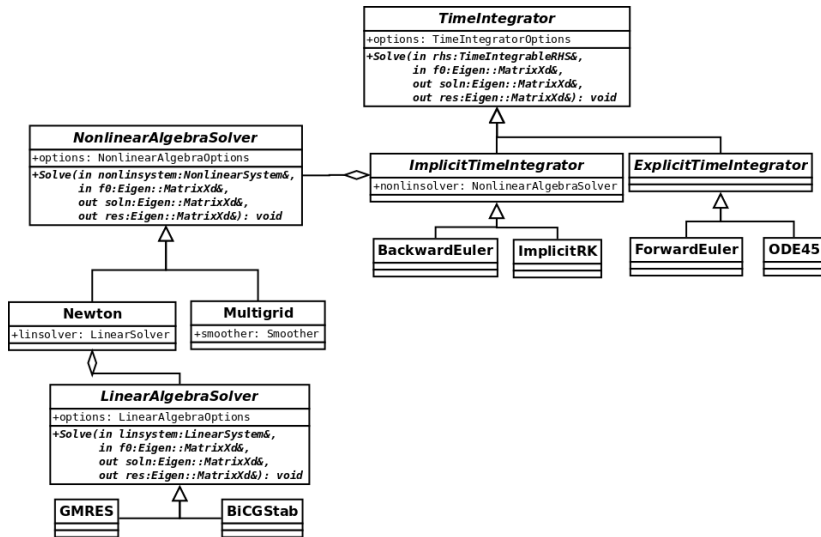 TimeIntegrator
+options: TimeIntegratorOptions
+Solve(in rhs:TimeIntegrableRHS&,
in f0:Eigen::MatrixXd&,
out soln:Eigen::MatrixXd&,
out res:Eigen::MatrixXd&): void
NonlinearAlgebraSolver
+options: NonlinearAlgebraOptions
+Solve(in nonlinsystem:NonlinearSystem&,
in f0:Eigen::MatrixXd&,
out soln:Eigen::MatrixXd&,
out res:Eigen::MatrixXd&): void
ImplicitTimeIntegrator
+nonlinsolver: NonlinearAlgebraSolver
ExplicitTimeIntegrator
BackwardEuler
ImplicitRK
ForwardEuler
ODE45
Newton
+linsolver: LinearSolver
Multigrid
+smoother: Smoother
LinearAlgebraSolver
+options: LinearAlgebraOptions
+Solve(in linsystem:LinearSystem&,
in f0:Eigen::MatrixXd&,
out soln:Eigen::MatrixXd&,
out res:Eigen::MatrixXd&): void
GMRES
BiCGStab